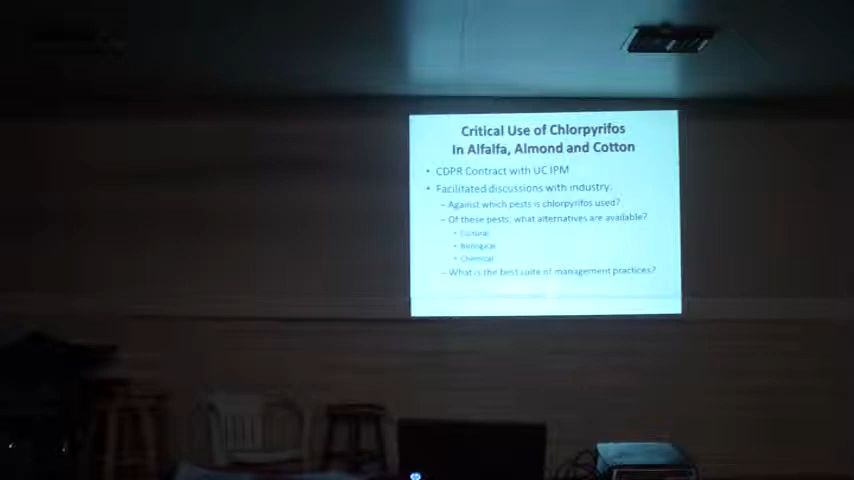 Critical Use of Chlorpyrifos
In Alfalfa, Almond and Cotton
• CDPR Contract with UC IPM
• Facilitated discussions with industry:
– Against which pests is chlorpyrifos used?
– Of these pests, what alternatives are available?
• Cultural
• Biological
• Chemical
– What is the best suite of management practices?
hp